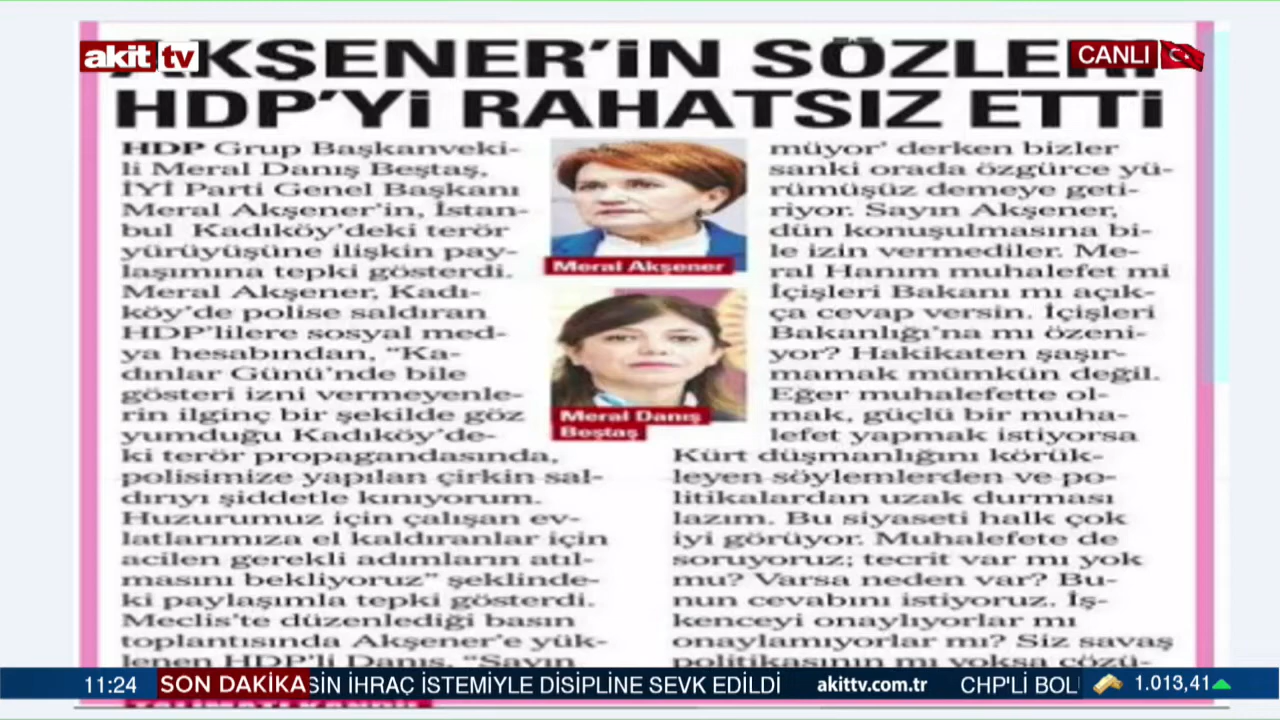 akit tv
CANLI
AKŞENER'İN SÖZLERİ
HDP'Yİ RAHATSIZ ETTİ
HDP Grup Başkanveki-
li Meral Danış Beştaş,
İYİ Parti Genel Başkanı
Meral Akşener'in, İstan-
bul Kadıköy'deki terör
yürüyüşüne ilişkin pay-
laşımına tepki gösterdi.
Meral Akşener, Kadı-
köy'de polise saldıran
HDP'lilere sosyal med-
ya hesabından, "Ka-
dınlar Günü'nde bile
gösteri izni vermeyenle-
rin ilginç bir şekilde göz
yumduğu Kadıköy'de-
ki terör propagandasında,
polisimize yapılan çirkin sal-
dırıyı şiddetle kınıyorum.
Huzurumuz için çalışan ev-
latlarımıza el kaldıranlar için
acilen gerekli adımların atıl-
masını bekliyoruz" şeklinde-
ki paylaşımla tepki gösterdi.
Meclis'te düzenlediği basın
toplantısında Akşener'e yük-
lenen HDP'li Danış, "Sayın
Meral Akşener
Meral Danış
Beştaş
müyor' derken bizler
sanki orada özgürce yü-
rümüşüz demeye geti-
riyor. Sayın Akşener,
dün konuşulmasına bi-
le izin vermediler. Me-
ral Hanım muhalefet mi
İçişleri Bakanı mı açık-
ça cevap versin. İçişleri
Bakanlığı'na mı özeni-
yor? Hakikaten şaşır-
mamak mümkün değil.
Eğer muhalefette ol-
mak, güçlü bir muha-
lefet yapmak istiyorsa
Kürt düşmanlığını körük-
leyen söylemlerden ve po-
litikalardan uzak durması
lazım. Bu siyaseti halk çok
iyi görüyor. Muhalefete de
soruyoruz; tecrit var mı yok
mu? Varsa neden var? Bu-
nun cevabını istiyoruz. İş-
kenceyi onaylıyorlar mı
onaylamıyorlar mı? Siz savaş
politikasının mı yoksa çözü-
11:24 SON DAKİKA SİN İHRAÇ İSTEMİYLE DİSİPLİNE SEVK EDİLDİ akittv.com.tr CHP'Lİ BOL 1.013,41